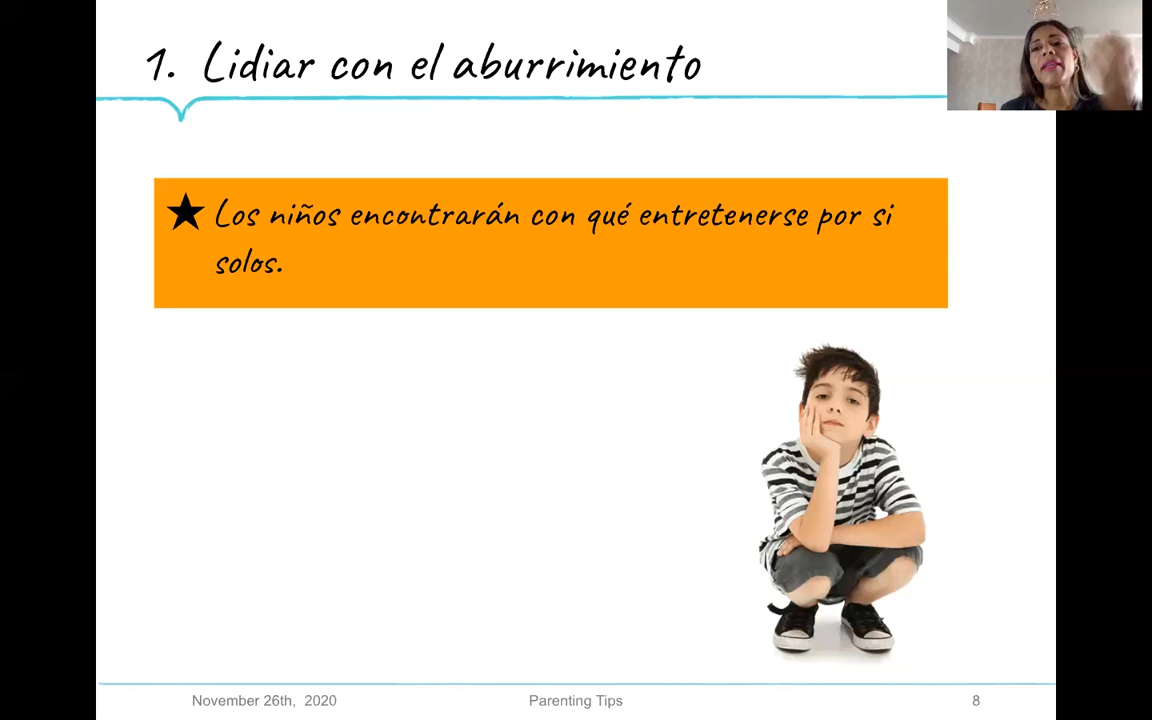 1. Lidiar con el aburrimiento
★ Los niños encontrarán con qué entretenerse por si
solos.
November 26th, 2020
Parenting Tips
8